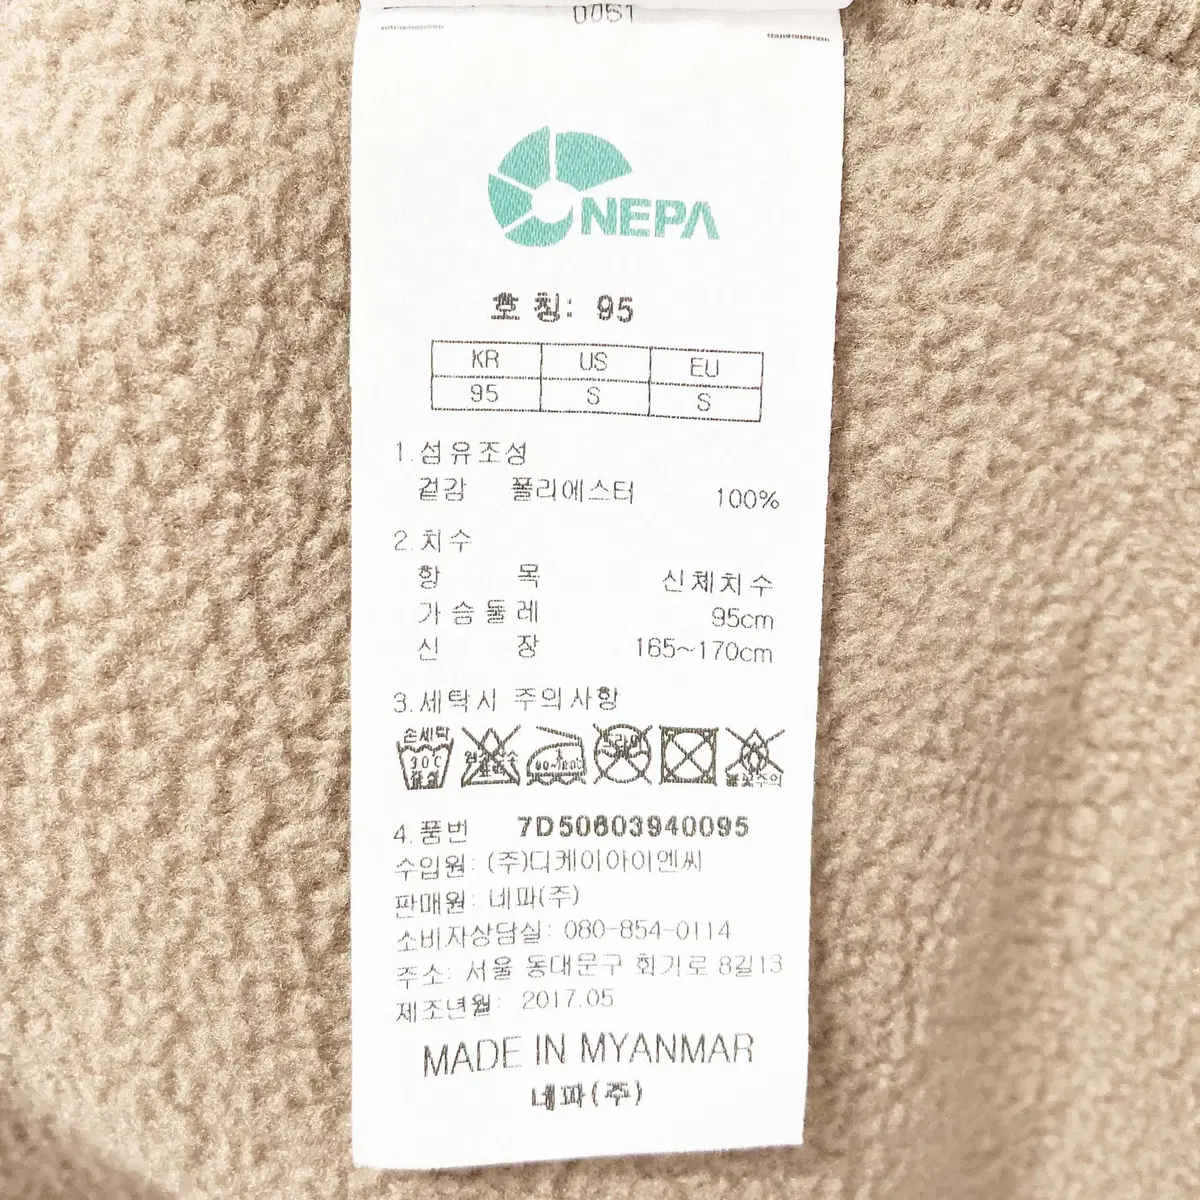 0061
NEPA
호 칭: 95
KR US EU
95 S S
1.섬유조성
겉감 폴리에스터 100%
2.치수
항 목 신체치수
가슴둘레 95cm
신 장 165~170cm
3.세탁시 주의사항
손세탁
30℃
4.품번 7D50603940095
수입원: (주)디케이아이엔씨
판매원: 네파(주)
소비자상담실: 080-854-0114
주소: 서울 동대문구 회기로 8길13
제조년월: 2017.05
MADE IN MYANMAR
네파(주)